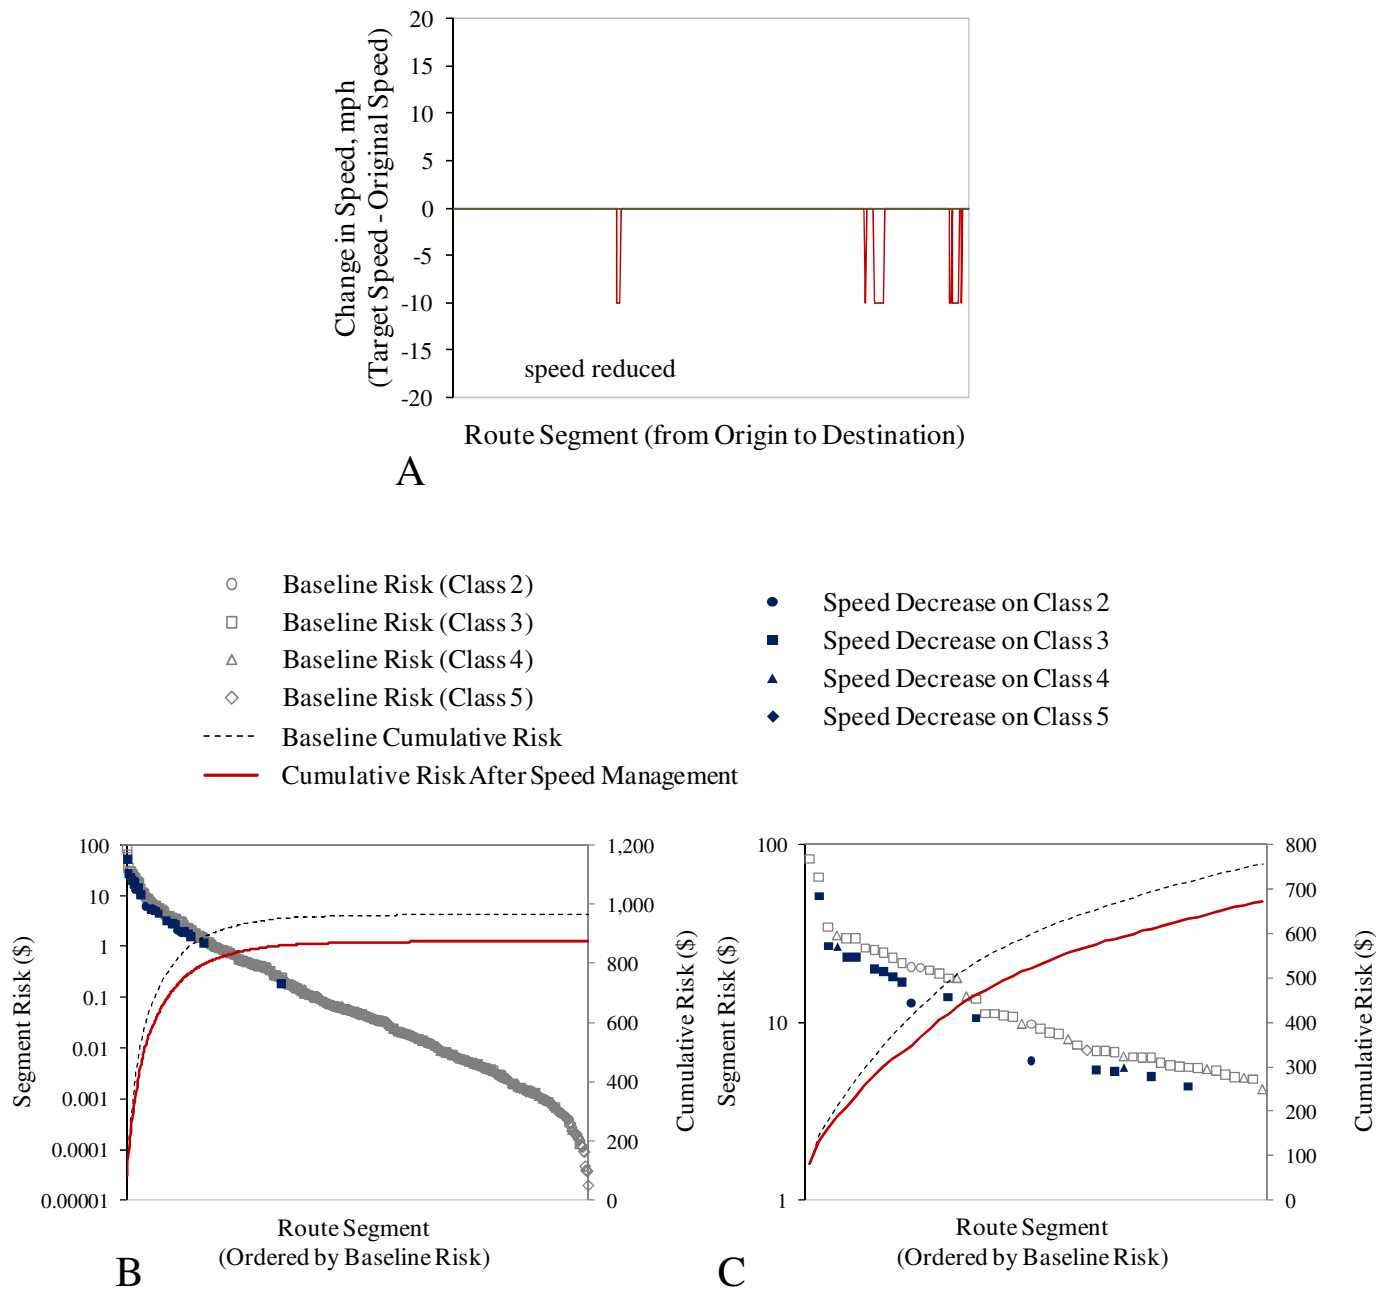 20
15
10
5
0
-5
-10
-15
-20
Change in Speed, mph
(Target Speed - Original Speed)
speed reduced
Route Segment (from Origin to Destination)
A
Baseline Risk (Class 2)
Baseline Risk (Class 3)
Baseline Risk (Class 4)
Baseline Risk (Class 5)
Baseline Cumulative Risk
Cumulative Risk After Speed Management
Speed Decrease on Class 2
Speed Decrease on Class 3
Speed Decrease on Class 4
Speed Decrease on Class 5
100
10
1
0.1
0.01
0.001
0.0001
0.00001
Segment Risk ($)
1,200
1,000
800
600
400
200
0
Cumulative Risk ($)
Route Segment
(Ordered by Baseline Risk)
B
100
10
1
Segment Risk ($)
800
700
600
500
400
300
200
100
0
Cumulative Risk ($)
Route Segment
(Ordered by Baseline Risk)
C